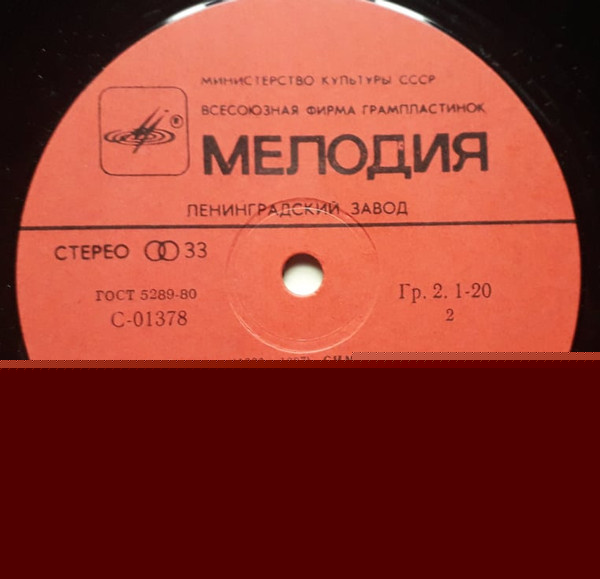 МИНИСТЕРСТВО КУЛЬТУРЫ СССР
ВСЕСОЮЗНАЯ ФИРМА ГРАМПЛАСТИНОК
®
МЕЛОДИЯ
ЛЕНИНГРАДСКИЙ ЗАВОД
СТЕРЕО 33
ГОСТ 5289-80
С-01378
Гр. 2. 1-20
2